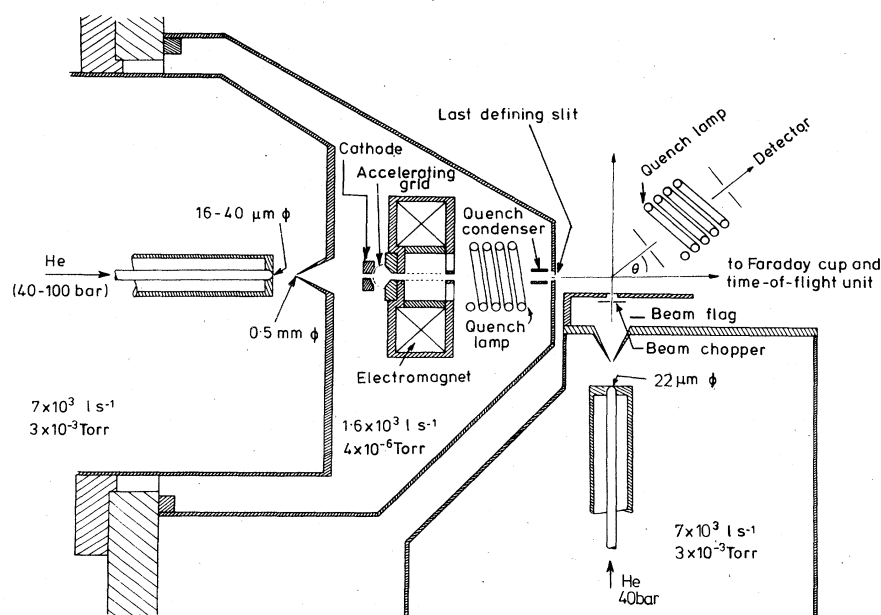 Last defining slit
Quench lamp
Detector
Cathode
Accelerating
grid
16-40 μm ϕ
Quench
condenser
He
(40-100 bar)
θ
to Faraday cup and
time-of-flight unit
0·5 mm ϕ
Quench
lamp
Beam flag
Beam chopper
Electromagnet
22μm ϕ
7x10³ l s⁻¹
3x10⁻³Torr
1·6x10³ l s⁻¹
4x10⁻⁶Torr
7x10³ l s⁻¹
3x10⁻³Torr
He
40bar